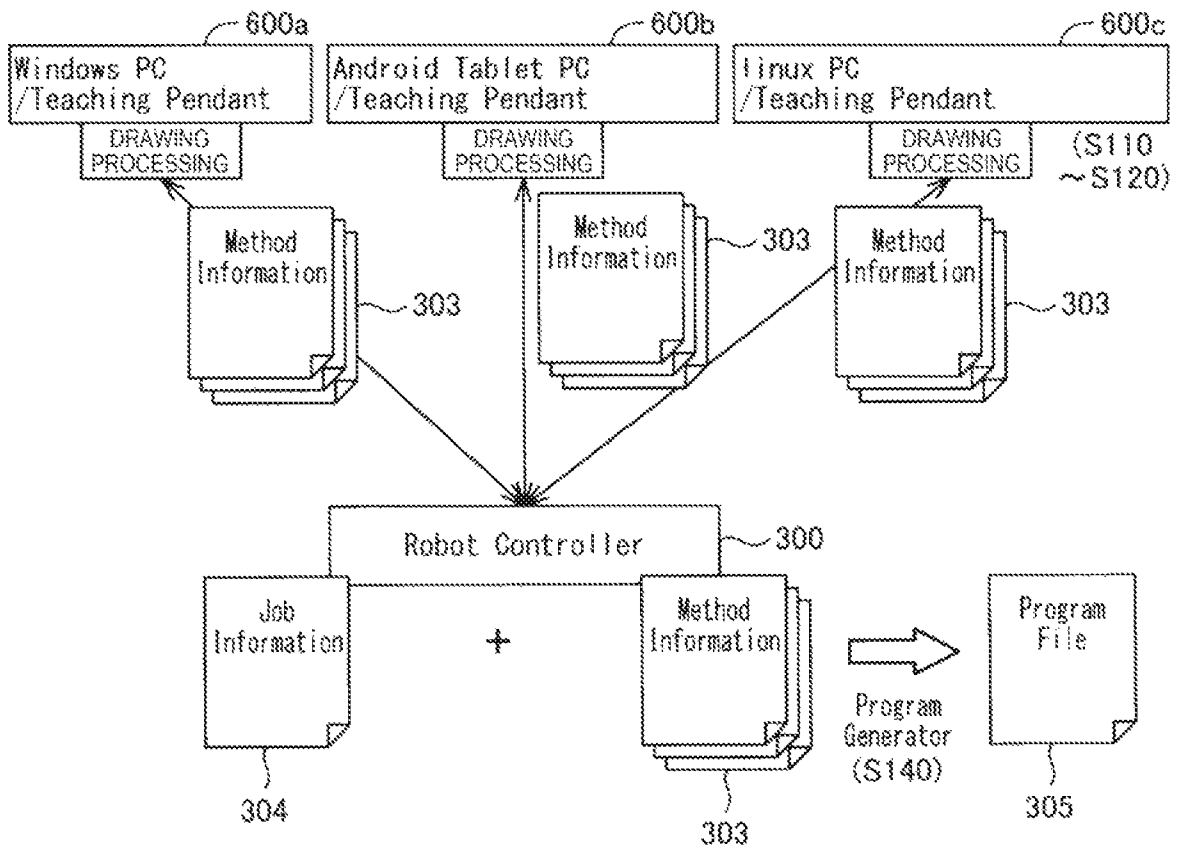 600a
600b
600c
Windows PC
/Teaching Pendant
Android Tablet PC
/Teaching Pendant
linux PC
/Teaching Pendant
DRAWING
PROCESSING
DRAWING
PROCESSING
DRAWING
PROCESSING
(S110
~S120)
Method
Information
303
Method
Information
303
Method
Information
303
Robot Controller
300
Job
Information
304
+
Method
Information
303
Program
Generator
(S140)
Program
File
305